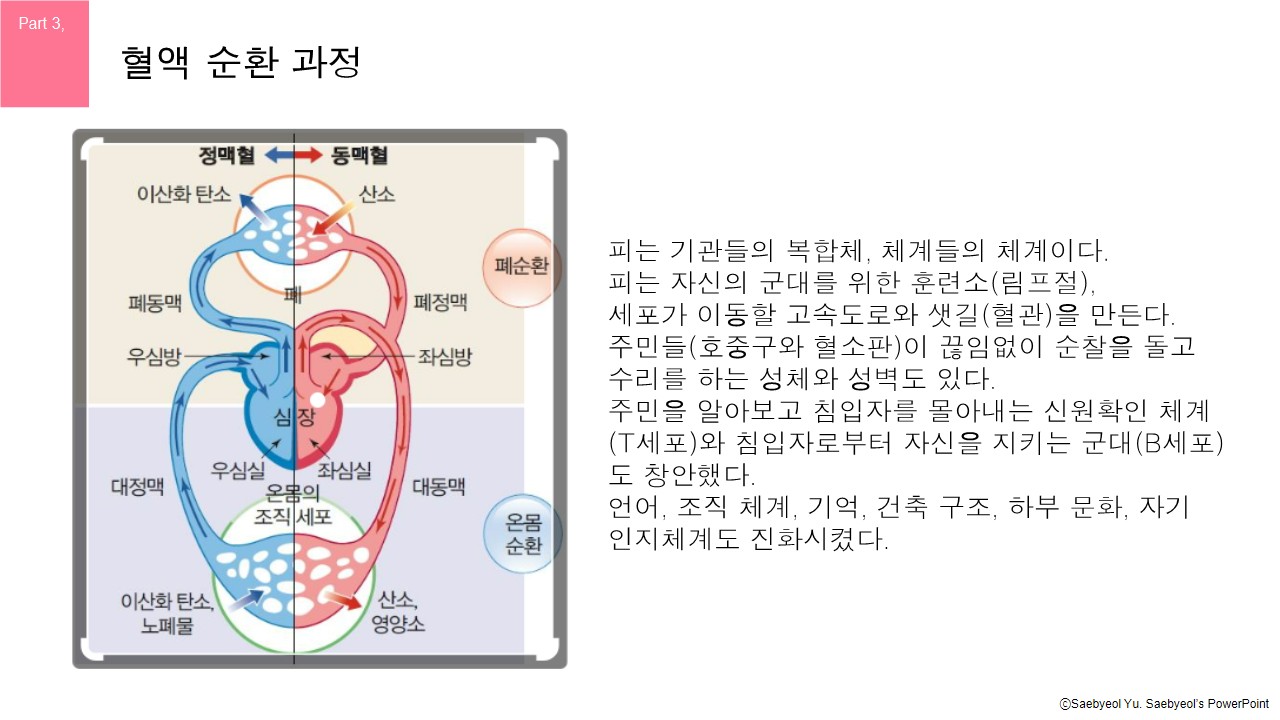 Part 3,
혈액 순환 과정
정맥혈 동맥혈
이산화 탄소 산소
폐순환
폐
폐동맥 폐정맥
우심방 좌심방
심장
우심실 좌심실
대정맥 대동맥
온몸의
조직 세포
온몸
순환
이산화 탄소,
노폐물
산소,
영양소
피는 기관들의 복합체, 체계들의 체계이다.
피는 자신의 군대를 위한 훈련소(림프절),
세포가 이동할 고속도로와 샛길(혈관)을 만든다.
주민들(호중구와 혈소판)이 끊임없이 순찰을 돌고
수리를 하는 성체와 성벽도 있다.
주민을 알아보고 침입자를 몰아내는 신원확인 체계
(T세포)와 침입자로부터 자신을 지키는 군대(B세포)
도 창안했다.
언어, 조직 체계, 기억, 건축 구조, 하부 문화, 자기
인지체계도 진화시켰다.
ⓒSaebyeol Yu. Saebyeol's PowerPoint